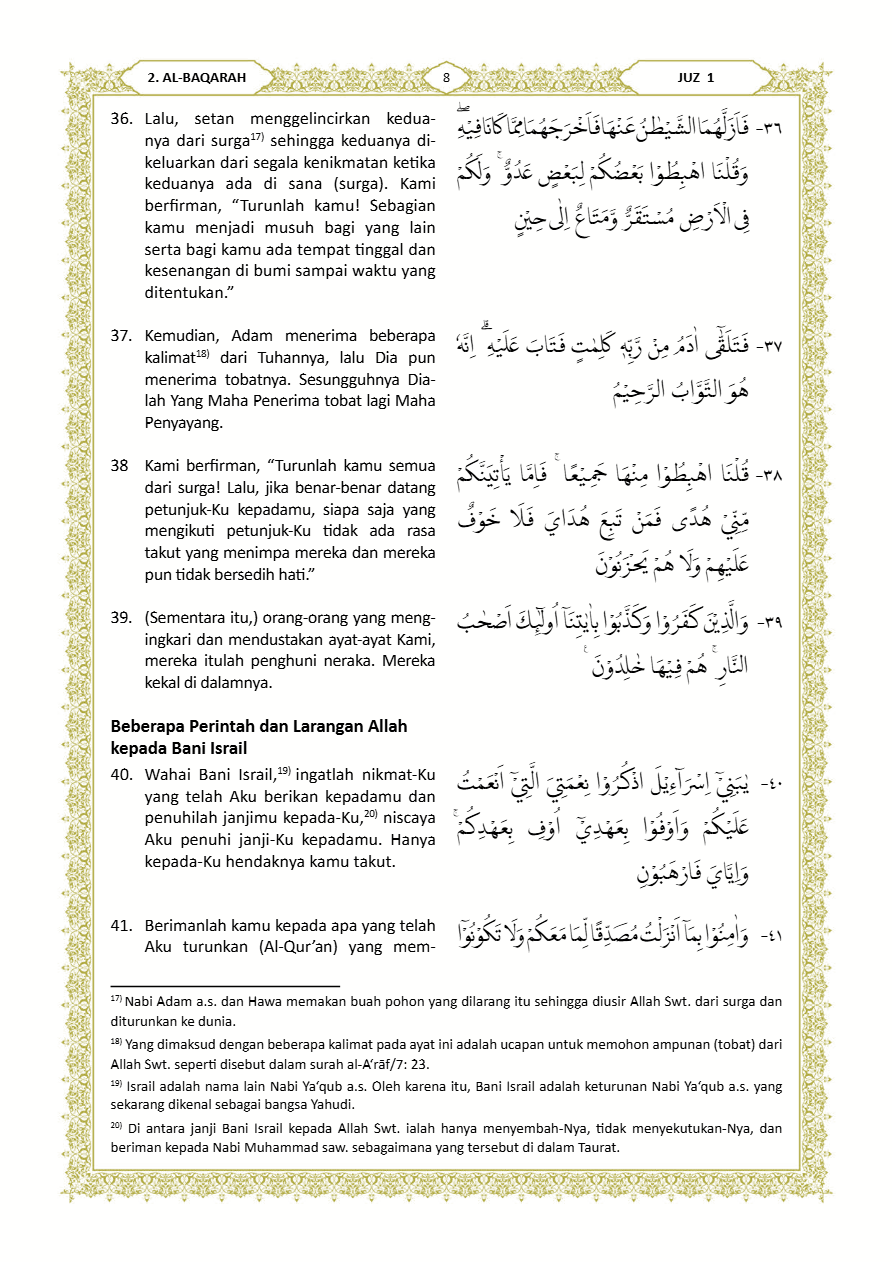 2. AL-BAQARAH
8
JUZ 1
36. Lalu, setan menggelincirkan kedua-
nya dari surga17) sehingga keduanya di-
keluarkan dari segala kenikmatan ketika
keduanya ada di sana (surga). Kami
berfirman, “Turunlah kamu! Sebagian
kamu menjadi musuh bagi yang lain
serta bagi kamu ada tempat tinggal dan
kesenangan di bumi sampai waktu yang
ditentukan.”
٣٦- فَاَزَلَّهُمَا الشَّيْطٰنُ عَنْهَا فَاَخْرَجَهُمَا مِمَّا كَانَا فِيْهِ ۖ
وَقُلْنَا اهْبِطُوْا بَعْضُكُمْ لِبَعْضٍ عَدُوٌّ ۚ وَلَكُمْ
فِى الْاَرْضِ مُسْتَقَرٌّ وَّمَتَاعٌ اِلٰى حِيْنٍ
37. Kemudian, Adam menerima beberapa
kalimat18) dari Tuhannya, lalu Dia pun
menerima tobatnya. Sesungguhnya Dia-
lah Yang Maha Penerima tobat lagi Maha
Penyayang.
٣٧- فَتَلَقّٰٓى اٰدَمُ مِنْ رَّبِّهٖ كَلِمٰتٍ فَتَابَ عَلَيْهِ ۗ اِنَّهٗ
هُوَ التَّوَّابُ الرَّحِيْمُ
38 Kami berfirman, “Turunlah kamu semua
dari surga! Lalu, jika benar-benar datang
petunjuk-Ku kepadamu, siapa saja yang
mengikuti petunjuk-Ku tidak ada rasa
takut yang menimpa mereka dan mereka
pun tidak bersedih hati.”
٣٨- قُلْنَا اهْبِطُوْا مِنْهَا جَمِيْعًا ۚ فَاِمَّا يَأْتِيَنَّكُمْ
مِّنِّيْ هُدًى فَمَنْ تَبِعَ هُدَايَ فَلَا خَوْفٌ
عَلَيْهِمْ وَلَا هُمْ يَحْزَنُوْنَ
39. (Sementara itu,) orang-orang yang meng-
ingkari dan mendustakan ayat-ayat Kami,
mereka itulah penghuni neraka. Mereka
kekal di dalamnya.
٣٩- وَالَّذِيْنَ كَفَرُوْا وَكَذَّبُوْا بِاٰيٰتِنَآ اُولٰۤىِٕكَ اَصْحٰبُ
النَّارِ ۚ هُمْ فِيْهَا خٰلِدُوْنَ ࣖ
Beberapa Perintah dan Larangan Allah
kepada Bani Israil
40. Wahai Bani Israil,19) ingatlah nikmat-Ku
yang telah Aku berikan kepadamu dan
penuhilah janjimu kepada-Ku,20) niscaya
Aku penuhi janji-Ku kepadamu. Hanya
kepada-Ku hendaknya kamu takut.
٤٠- يٰبَنِيْٓ اِسْرَاۤءِيْلَ اذْكُرُوْا نِعْمَتِيَ الَّتِيْٓ اَنْعَمْتُ
عَلَيْكُمْ وَاَوْفُوْا بِعَهْدِيْٓ اُوْفِ بِعَهْدِكُمْ ۚ
وَاِيَّايَ فَارْهَبُوْنِ
41. Berimanlah kamu kepada apa yang telah
Aku turunkan (Al-Qur’an) yang mem-
٤١- وَاٰمِنُوْا بِمَآ اَنْزَلْتُ مُصَدِّقًا لِّمَا مَعَكُمْ وَلَا تَكُوْنُوْٓا
17) Nabi Adam a.s. dan Hawa memakan buah pohon yang dilarang itu sehingga diusir Allah Swt. dari surga dan
diturunkan ke dunia.
18) Yang dimaksud dengan beberapa kalimat pada ayat ini adalah ucapan untuk memohon ampunan (tobat) dari
Allah Swt. seperti disebut dalam surah al-A‘rāf/7: 23.
19) Israil adalah nama lain Nabi Ya‘qub a.s. Oleh karena itu, Bani Israil adalah keturunan Nabi Ya‘qub a.s. yang
sekarang dikenal sebagai bangsa Yahudi.
20) Di antara janji Bani Israil kepada Allah Swt. ialah hanya menyembah-Nya, tidak menyekutukan-Nya, dan
beriman kepada Nabi Muhammad saw. sebagaimana yang tersebut di dalam Taurat.